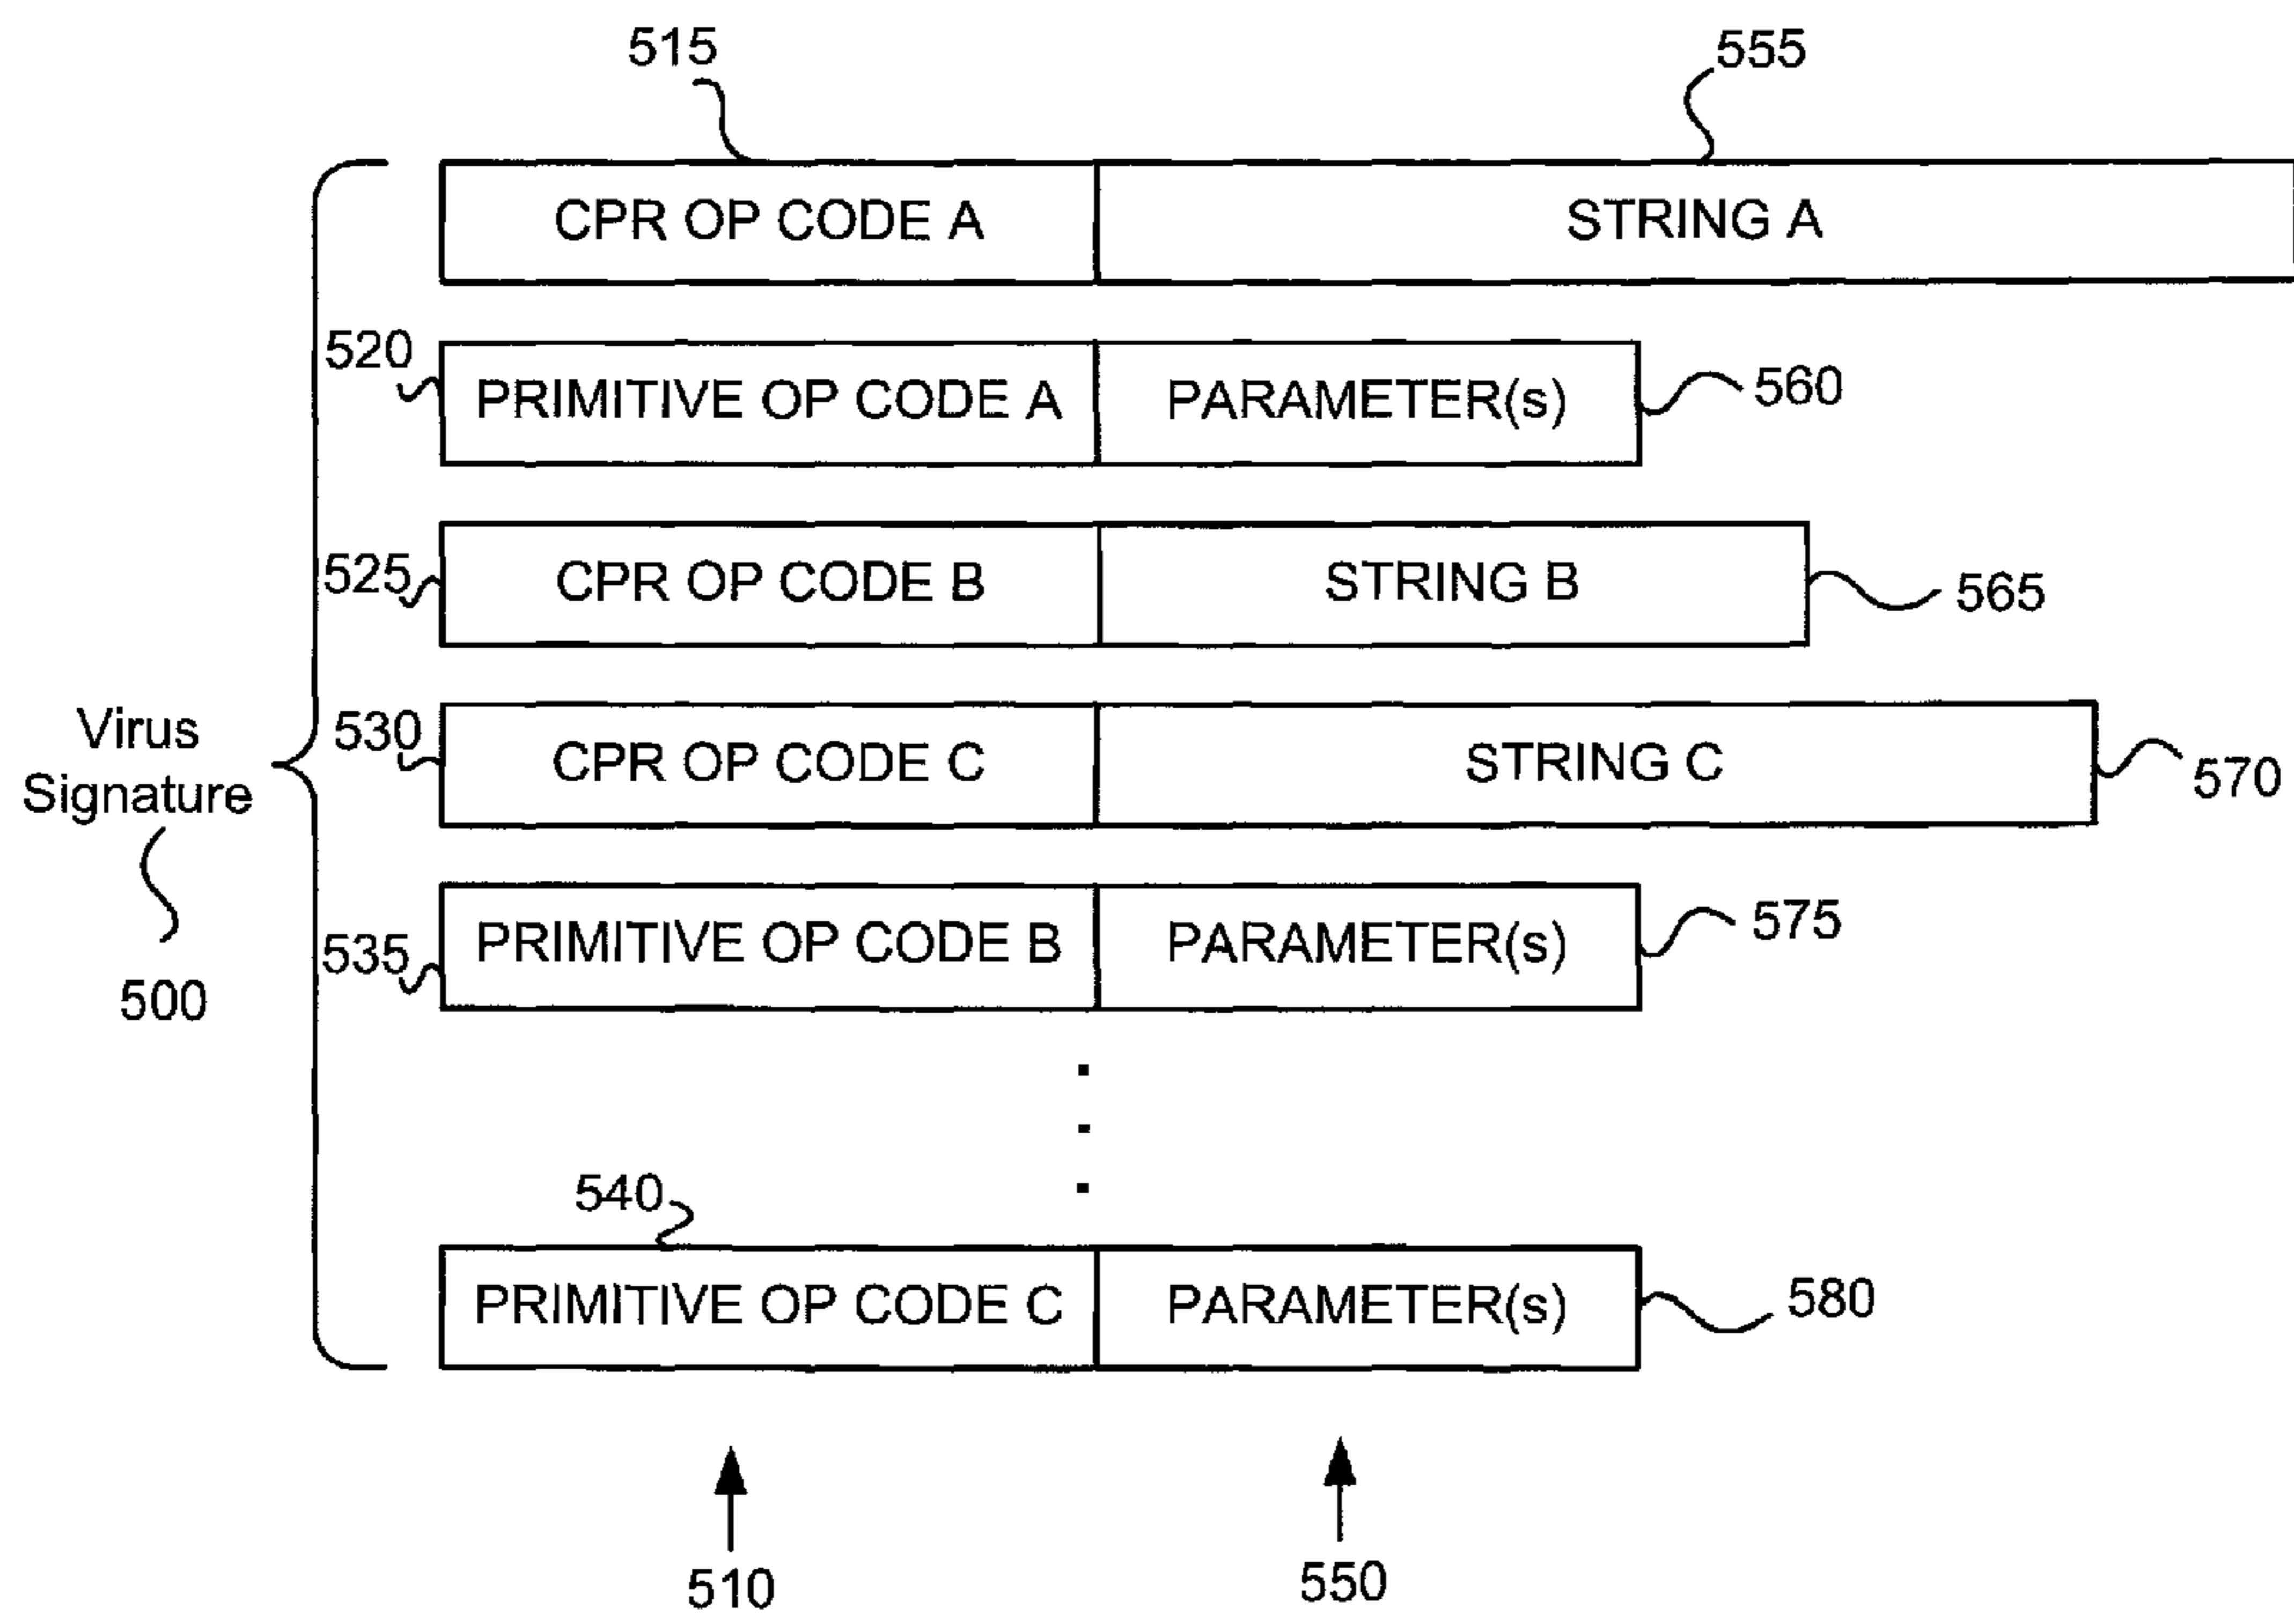 515
555
CPR OP CODE A
STRING A
520
PRIMITIVE OP CODE A
PARAMETER(s)
560
525
CPR OP CODE B
STRING B
565
Virus
Signature
500
530
CPR OP CODE C
STRING C
570
535
PRIMITIVE OP CODE B
PARAMETER(s)
575
540
PRIMITIVE OP CODE C
PARAMETER(s)
580
510
550